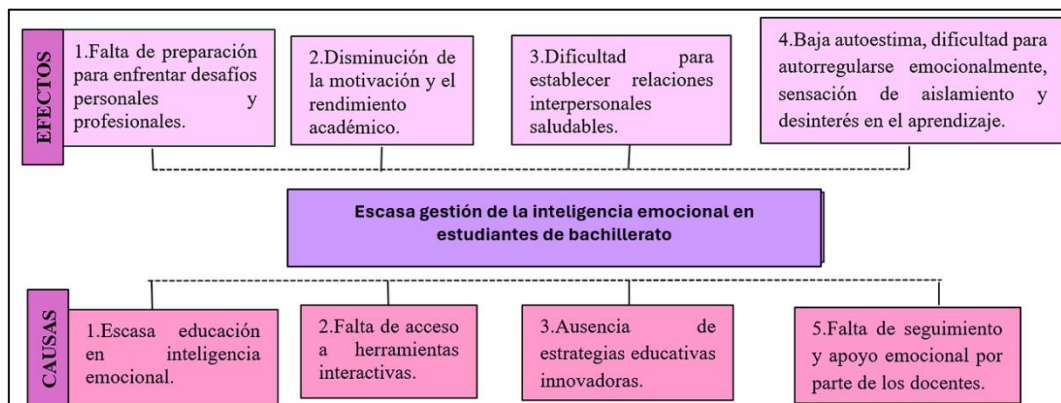 EFECTOS
1.Falta de preparación
para enfrentar desafíos
personales y
profesionales.
2.Disminución de
la motivación y el
rendimiento
académico.
3.Dificultad para
establecer relaciones
interpersonales
saludables.
4.Baja autoestima, dificultad para
autorregularse emocionalmente,
sensación de aislamiento y
desinterés en el aprendizaje.
Escasa gestión de la inteligencia emocional en
estudiantes de bachillerato
CAUSAS
1.Escasa educación
en inteligencia
emocional.
2.Falta de acceso
a herramientas
interactivas.
3.Ausencia de
estrategias educativas
innovadoras.
5.Falta de seguimiento
y apoyo emocional por
parte de los docentes.